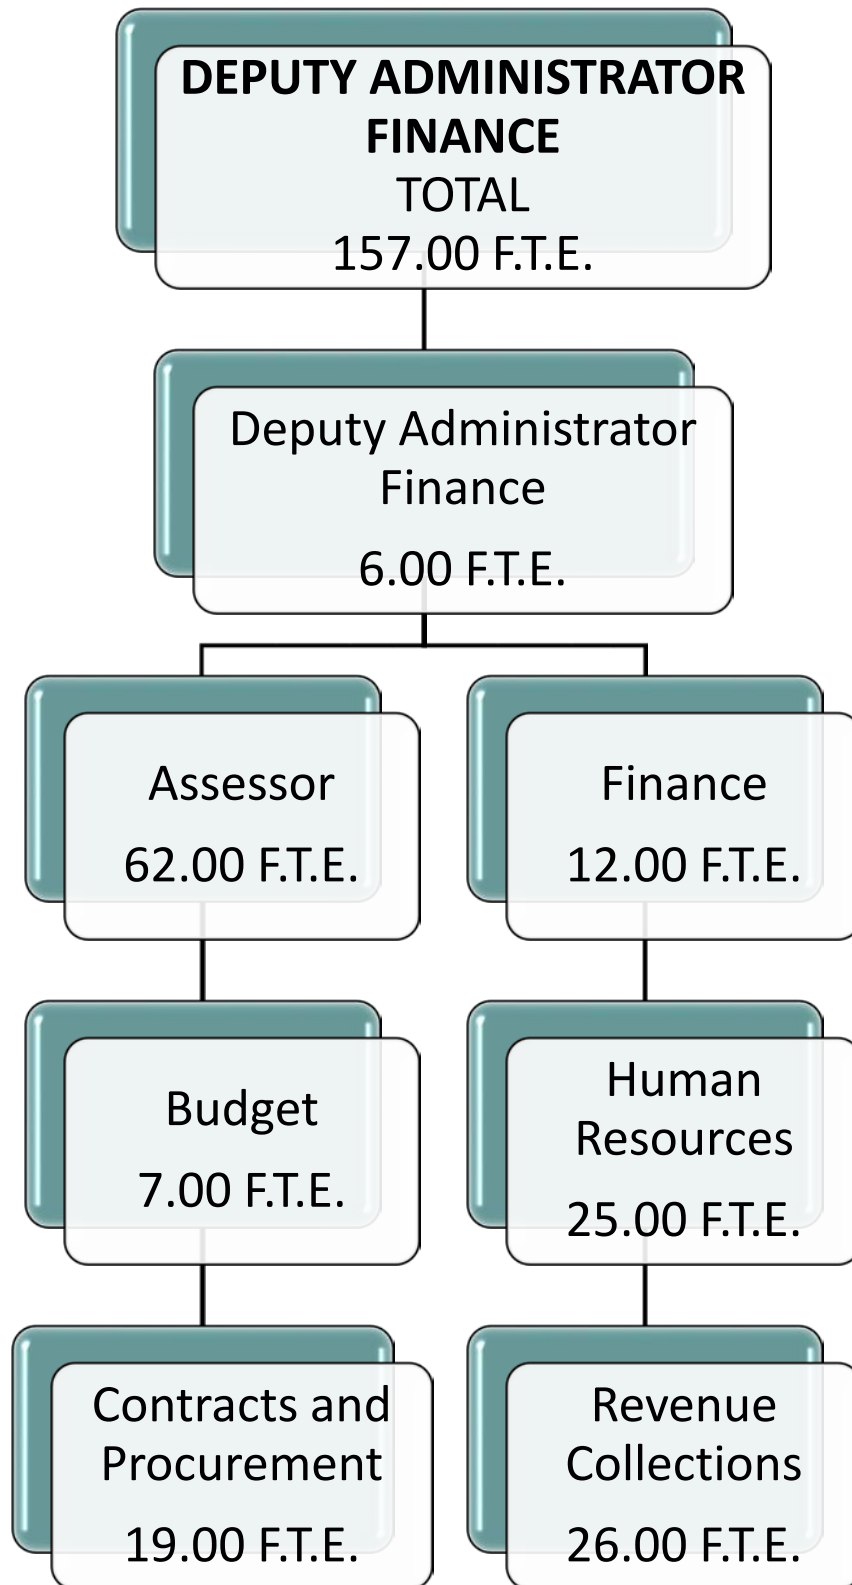 DEPUTY ADMINISTRATOR
FINANCE
TOTAL
157.00 F.T.E.
Deputy Administrator
Finance
6.00 F.T.E.
Assessor
62.00 F.T.E.
Finance
12.00 F.T.E.
Budget
7.00 F.T.E.
Human
Resources
25.00 F.T.E.
Contracts and
Procurement
19.00 F.T.E.
Revenue
Collections
26.00 F.T.E.